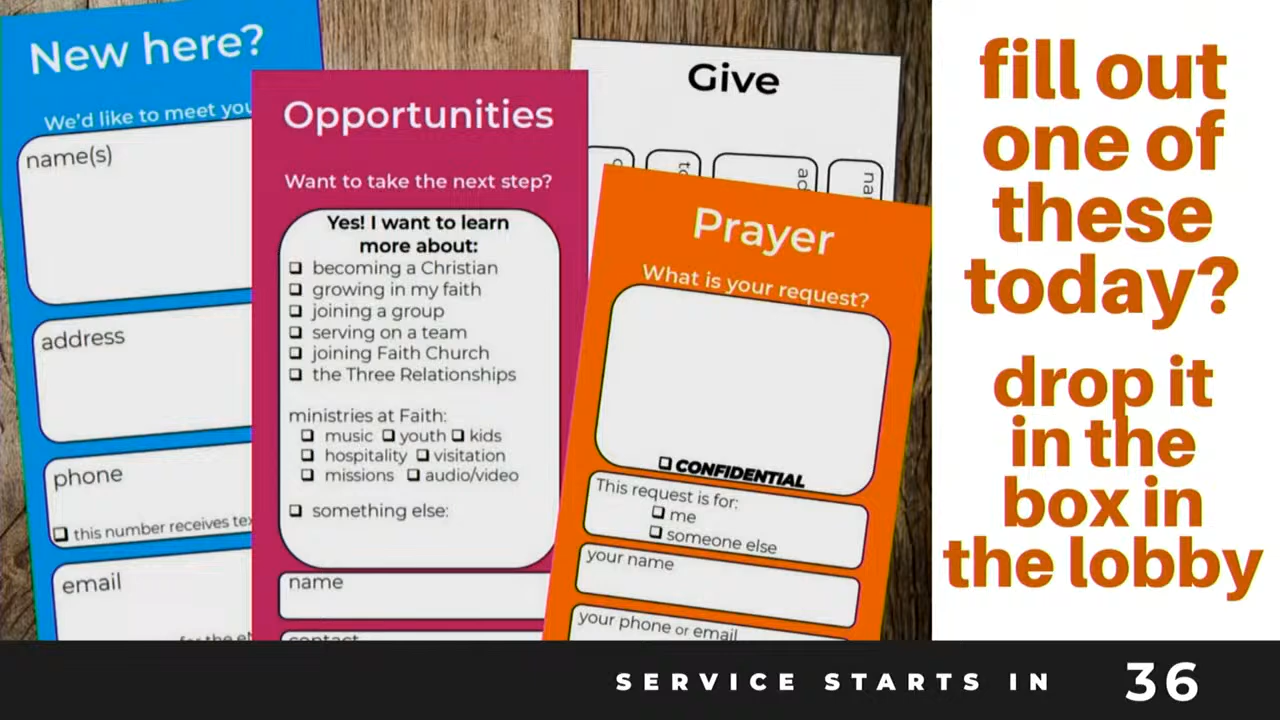 New here?
We'd like to meet you
name(s)
address
phone
this number receives
email
Opportunities
Want to take the next step?
Yes! I want to learn
more about:
becoming a Christian
growing in my faith
joining a group
serving on a team
joining Faith Church
the Three Relationships
ministries at Faith:
music youth kids
hospitality visitation
missions audio/video
something else:
name
contact
Give
Prayer
What is your request?
CONFIDENTIAL
This request is for:
me
someone else
your name
your phone or email
fill out
one of
these
today?
drop it
in the
box in
the lobby
SERVICE STARTS IN 36